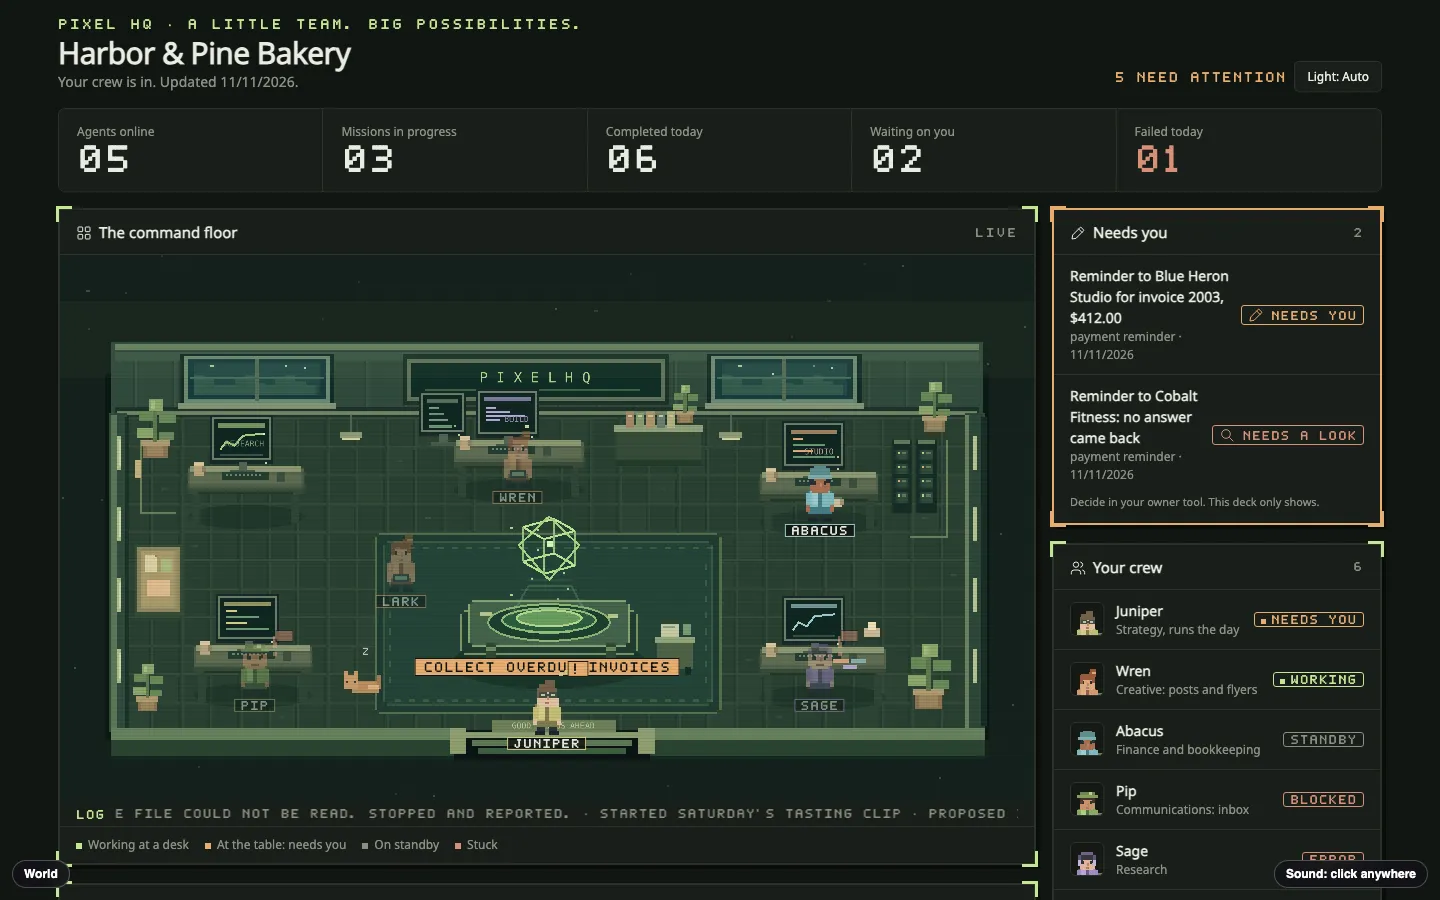 PIXEL HQ · A LITTLE TEAM. BIG POSSIBILITIES.
Harbor & Pine Bakery
Your crew is in. Updated 11/11/2026.
5 NEED ATTENTION
Light: Auto
Agents online
05
Missions in progress
03
Completed today
06
Waiting on you
02
Failed today
01
The command floor
LIVE
PIXELHQ
BUILD
STUDIO
WREN
ABACUS
LARK
Z
COLLECT OVERDU ! INVOICES
PIP
SAGE
JUNIPER
LOG E FILE COULD NOT BE READ. STOPPED AND REPORTED. · STARTED SATURDAY'S TASTING CLIP · PROPOSED
Working at a desk
At the table: needs you
On standby
Stuck
World
Needs you
2
Reminder to Blue Heron
Studio for invoice 2003,
$412.00
payment reminder ·
11/11/2026
NEEDS YOU
Reminder to Cobalt
Fitness: no answer
came back
payment reminder ·
11/11/2026
NEEDS A LOOK
Decide in your owner tool. This deck only shows.
Your crew
6
Juniper
Strategy, runs the day
NEEDS YOU
Wren
Creative: posts and flyers
WORKING
Abacus
Finance and bookkeeping
STANDBY
Pip
Communications: inbox
BLOCKED
Sage
Research
ERROR
Sound: click anywhere